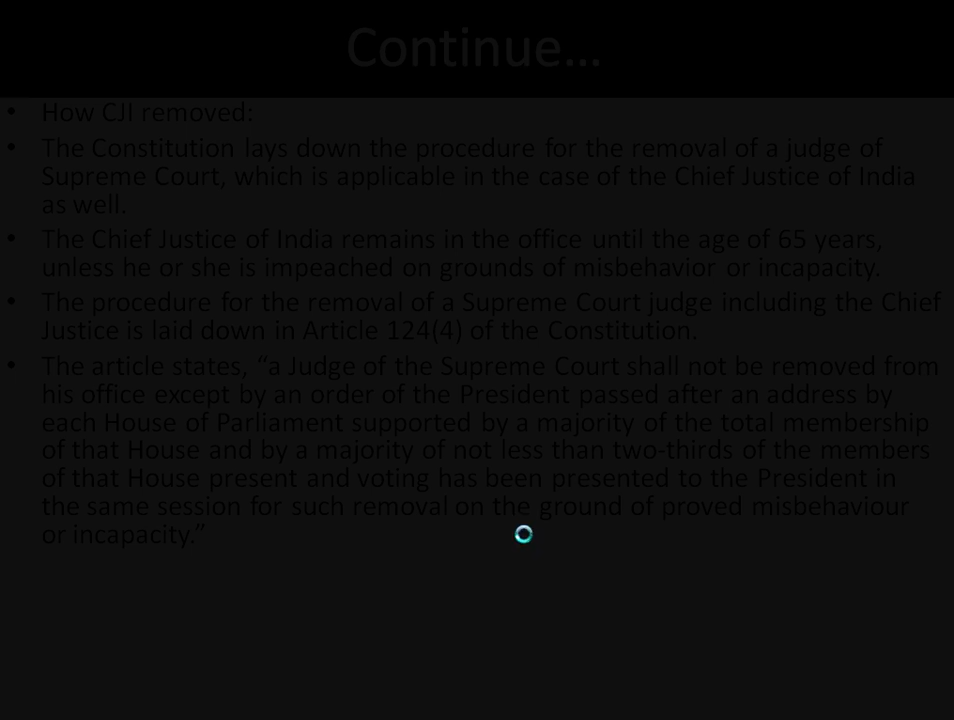 Continue…
• How CJI removed:
• The Constitution lays down the procedure for the removal of a judge of
Supreme Court, which is applicable in the case of the Chief Justice of India
as well.
• The Chief Justice of India remains in the office until the age of 65 years,
unless he or she is impeached on grounds of misbehavior or incapacity.
• The procedure for the removal of a Supreme Court judge including the Chief
Justice is laid down in Article 124(4) of the Constitution.
• The article states, “a Judge of the Supreme Court shall not be removed from
his office except by an order of the President passed after an address by
each House of Parliament supported by a majority of the total membership
of that House and by a majority of not less than two-thirds of the members
of that House present and voting has been presented to the President in
the same session for such removal on the ground of proved misbehaviour
or incapacity.”